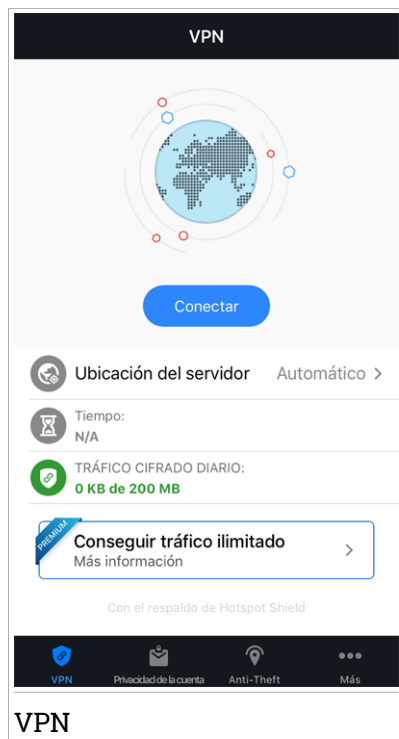 VPN
Conectar
Ubicación del servidor Automático >
Tiempo:
N/A
TRÁFICO CIFRADO DIARIO:
0 KB de 200 MB
PREMIUM
Conseguir tráfico ilimitado
Más información
Con el respaldo de Hotspot Shield
VPN Privacidad de la cuenta Anti-Theft Más
VPN